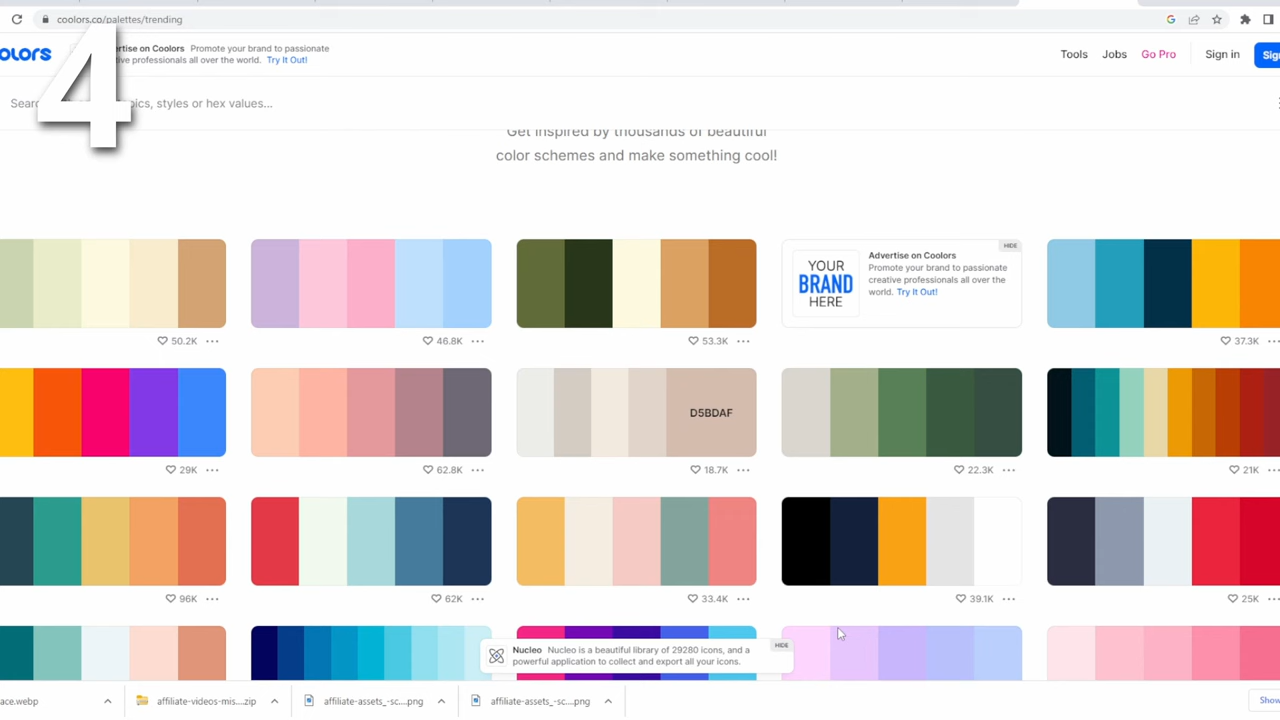 coolors.co/palettes/trending
4
olors
ertise on Coolors Promote your brand to passionate
creative professionals all over the world. Try It Out!
Tools
Jobs
Go Pro
Sign in
Sig
Sear pics, styles or hex values...
Get inspired by thousands of beautiful
color schemes and make something cool!
HIDE
YOUR
BRAND
HERE
Advertise on Coolors
Promote your brand to passionate
creative professionals all over the
world. Try It Out!
50.2K
46.8K
53.3K
37.3K
D5BDAF
29K
62.8K
18.7K
22.3K
21K
96K
62K
33.4K
39.1K
25K
Nucleo Nucleo is a beautiful library of 29280 icons, and a
powerful application to collect and export all your icons.
HIDE
ace.webp
affiliate-videos-mis....zip
affiliate-assets_-sc....png
affiliate-assets_-sc....png
Show